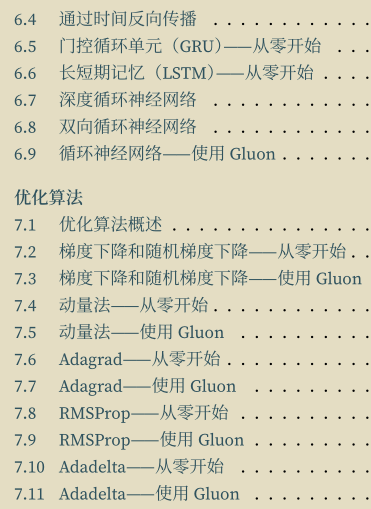 6.4 通过时间反向传播 . . . . . . . . . . . .
6.5 门控循环单元（GRU）——从零开始 . . .
6.6 长短期记忆（LSTM）——从零开始 . . . .
6.7 深度循环神经网络 . . . . . . . . . . . .
6.8 双向循环神经网络 . . . . . . . . . . . .
6.9 循环神经网络——使用 Gluon . . . . . . .
优化算法
7.1 优化算法概述 . . . . . . . . . . . . . . .
7.2 梯度下降和随机梯度下降——从零开始 . .
7.3 梯度下降和随机梯度下降——使用 Gluon
7.4 动量法——从零开始 . . . . . . . . . . . .
7.5 动量法——使用 Gluon . . . . . . . . . . .
7.6 Adagrad——从零开始 . . . . . . . . . . .
7.7 Adagrad——使用 Gluon . . . . . . . . .
7.8 RMSProp——从零开始 . . . . . . . . . .
7.9 RMSProp——使用 Gluon . . . . . . . . .
7.10 Adadelta——从零开始 . . . . . . . . . .
7.11 Adadelta——使用 Gluon . . . . . . . . .